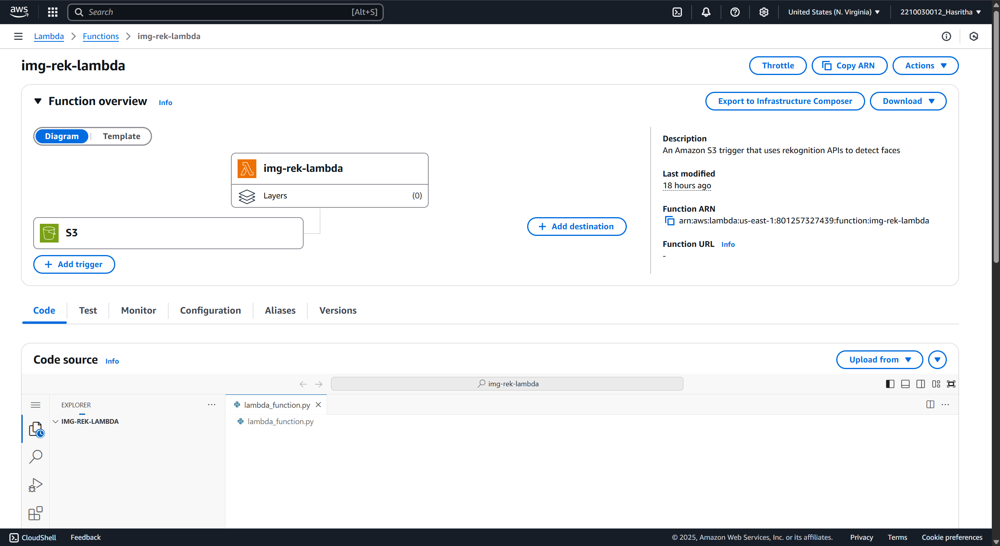 aws
Search
[Alt+S]
United States (N. Virginia)
2210030012_Hasritha
Lambda
Functions
img-rek-lambda
img-rek-lambda
Throttle
Copy ARN
Actions
Function overview
Info
Export to Infrastructure Composer
Download
Diagram
Template
img-rek-lambda
Layers
(0)
S3
Add trigger
Add destination
Description
An Amazon S3 trigger that uses rekognition APIs to detect faces
Last modified
18 hours ago
Function ARN
arn:aws:lambda:us-east-1:801257327439:function:img-rek-lambda
Function URL
Info
-
Code
Test
Monitor
Configuration
Aliases
Versions
Code source
Info
Upload from
img-rek-lambda
EXPLORER
lambda_function.py
IMG-REK-LAMBDA
lambda_function.py
CloudShell
Feedback
© 2025, Amazon Web Services, Inc. or its affiliates.
Privacy
Terms
Cookie preferences